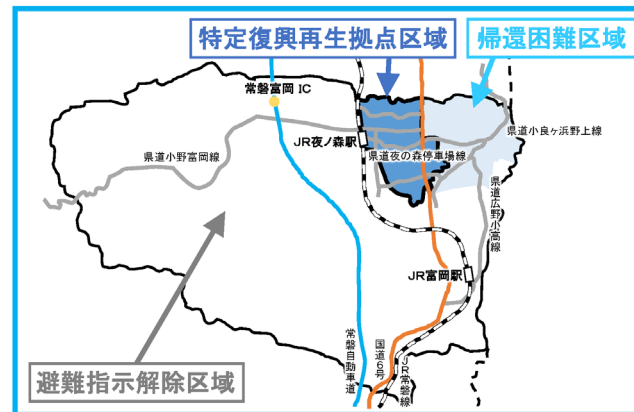 特定復興再生拠点区域
帰還困難区域
常磐富岡 IC
JR夜ノ森駅
県道小良ヶ浜野上線
県道夜の森停車場線
県道小野富岡線
県道広野小高線
JR富岡駅
避難指示解除区域
常磐自動車道
国道6号
JR常磐線